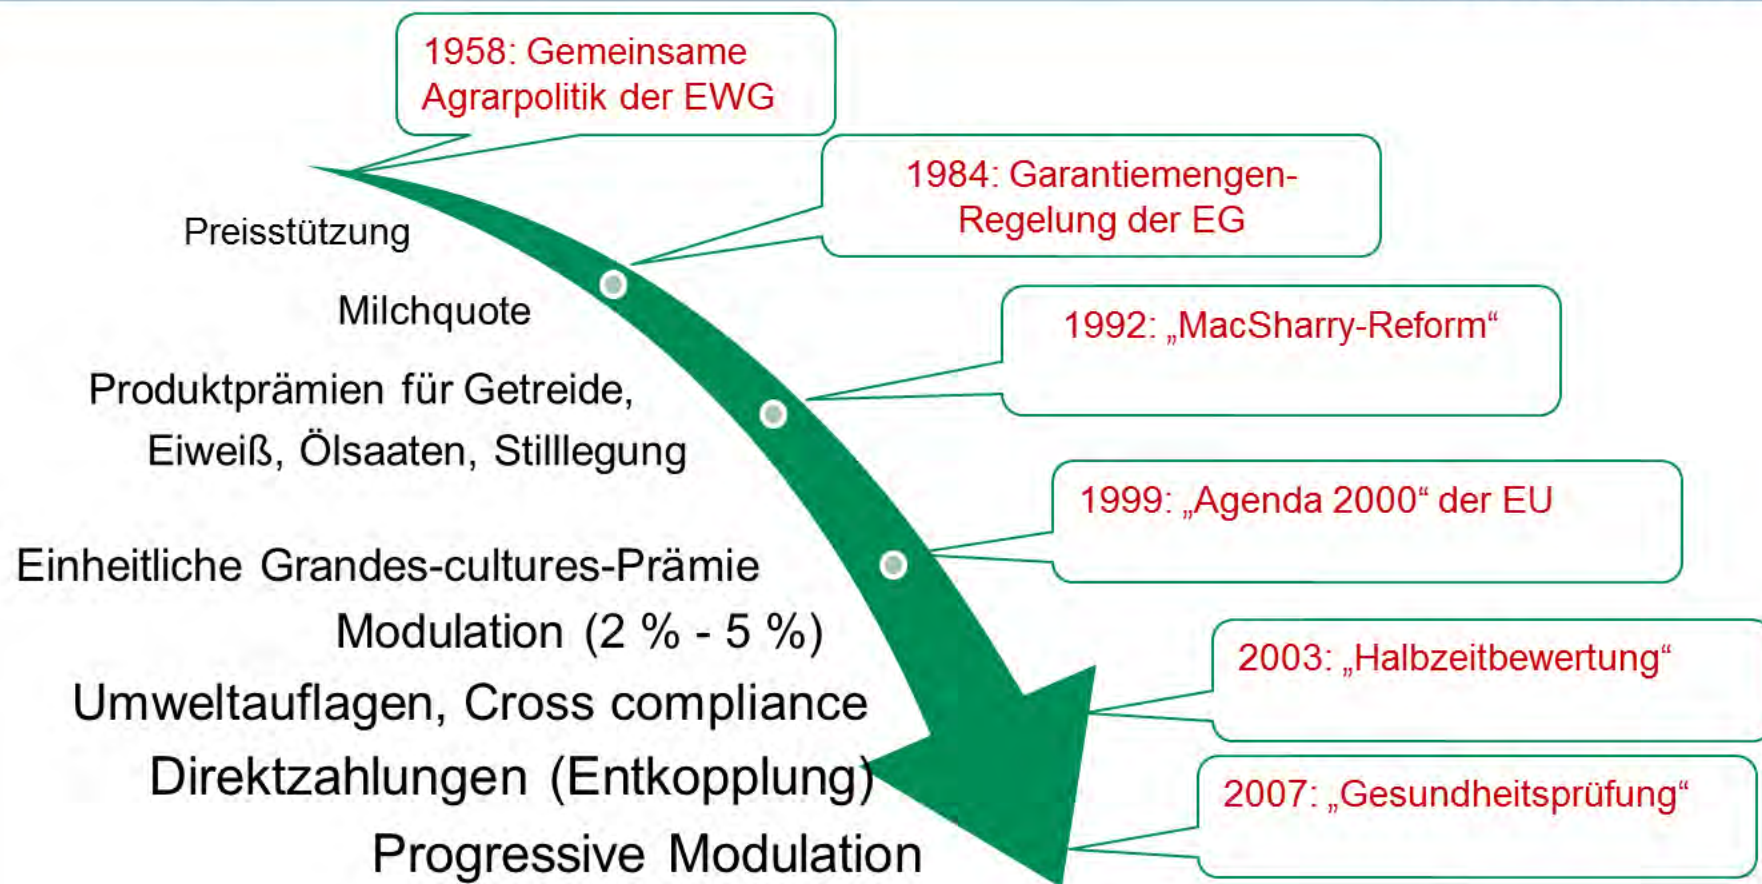 1958: Gemeinsame
Agrarpolitik der EWG
1984: Garantiemengen-
Regelung der EG
Preisstützung
Milchquote
1992: „MacSharry-Reform“
Produktprämien für Getreide,
Eiweiß, Ölsaaten, Stilllegung
1999: „Agenda 2000“ der EU
Einheitliche Grandes-cultures-Prämie
Modulation (2 % - 5 %)
2003: „Halbzeitbewertung“
Umweltauflagen, Cross compliance
Direktzahlungen (Entkopplung)
2007: „Gesundheitsprüfung“
Progressive Modulation